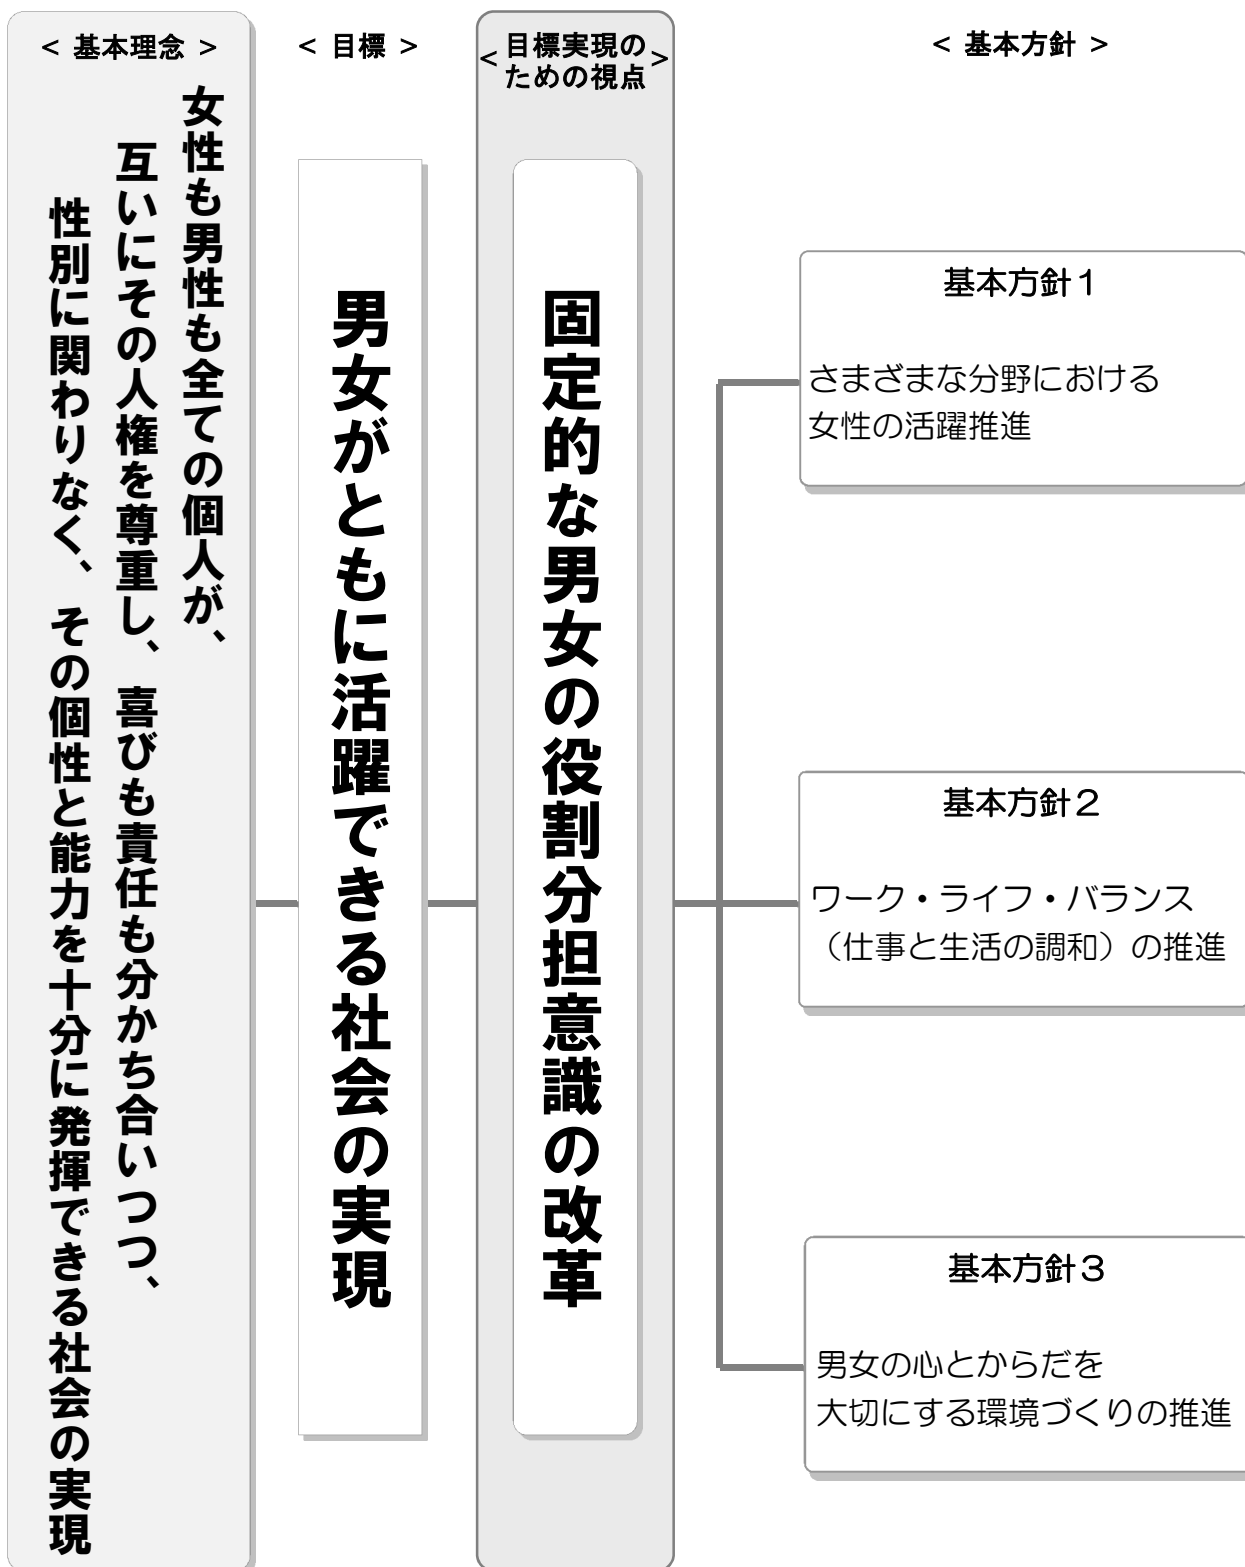 < 基本理念 >
女性も男性も全ての個人が、
互いにその人権を尊重し、喜びも責任も分かち合いつつ、
性別に関わりなく、その個性と能力を十分に発揮できる社会の実現
< 目標 >
男女がともに活躍できる社会の実現
< 目標実現の
ための視点 >
固定的な男女の役割分担意識の改革
< 基本方針 >
基本方針１
さまざまな分野における
女性の活躍推進
基本方針２
ワーク・ライフ・バランス
（仕事と生活の調和）の推進
基本方針３
男女の心とからだを
大切にする環境づくりの推進